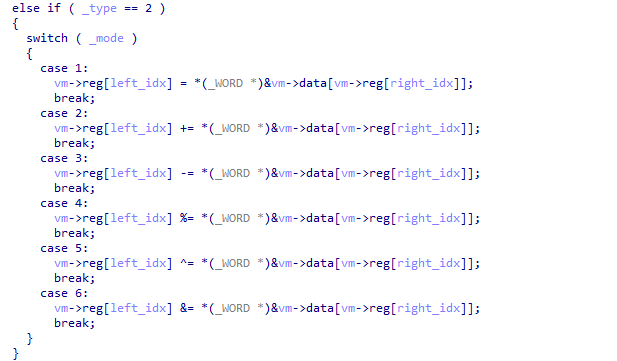 else if ( _type == 2 )
{
switch ( _mode )
{
case 1:
vm->reg[left_idx] = *(_WORD *)&vm->data[vm->reg[right_idx]];
break;
case 2:
vm->reg[left_idx] += *(_WORD *)&vm->data[vm->reg[right_idx]];
break;
case 3:
vm->reg[left_idx] -= *(_WORD *)&vm->data[vm->reg[right_idx]];
break;
case 4:
vm->reg[left_idx] %= *(_WORD *)&vm->data[vm->reg[right_idx]];
break;
case 5:
vm->reg[left_idx] ^= *(_WORD *)&vm->data[vm->reg[right_idx]];
break;
case 6:
vm->reg[left_idx] &= *(_WORD *)&vm->data[vm->reg[right_idx]];
break;
}
}